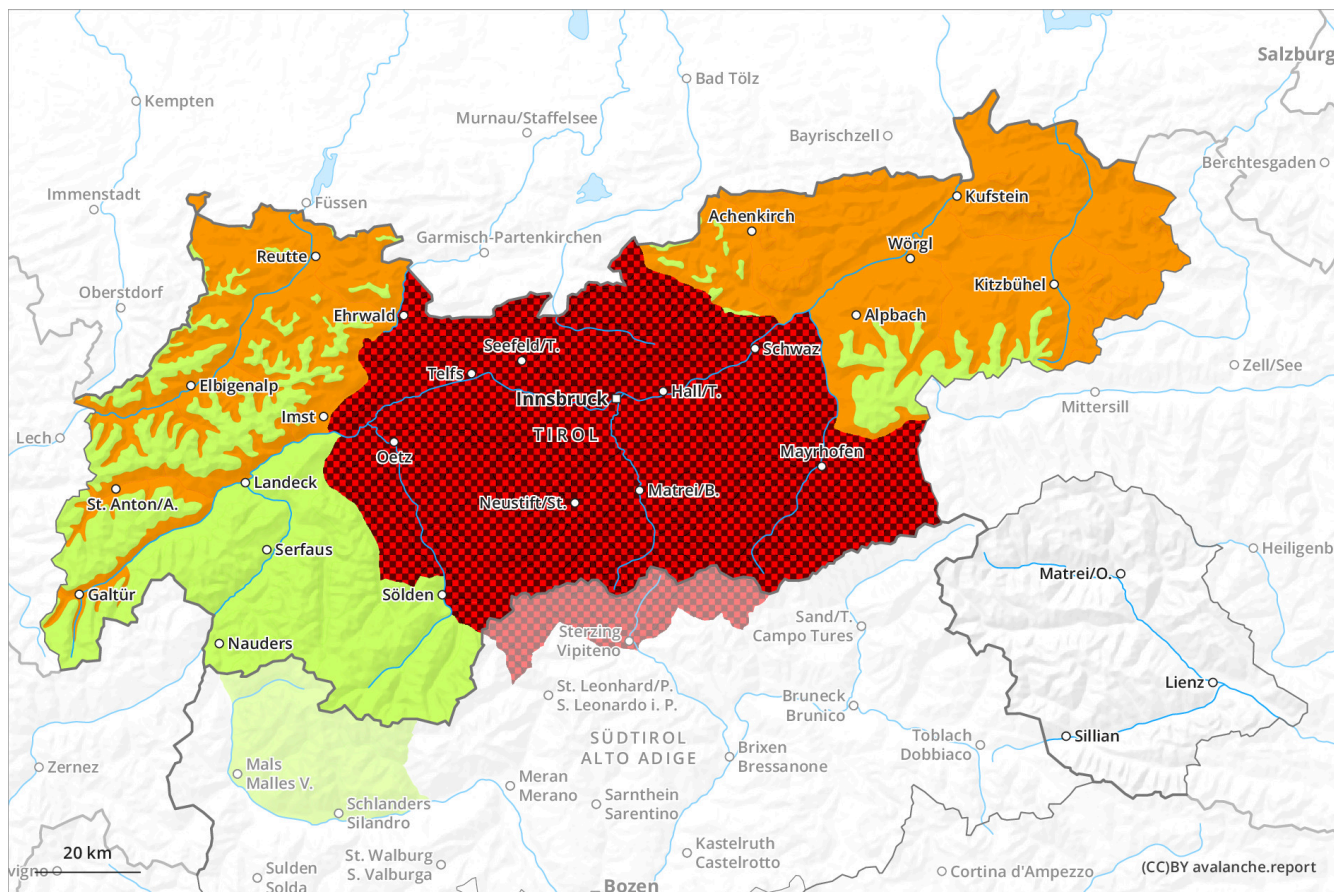 Salzburg
Bad Tölz
Kempten
Murnau/Staffelsee
Bayrischzell
Berchtesgaden
Immenstadt
Füssen
Kufstein
Achenkirch
Garmisch-Partenkirchen
Wörgl
Reutte
Kitzbühel
Oberstdorf
Ehrwald
Alpbach
Seefeld/T.
Schwaz
Zell/See
Telfs
Elbigenalp
Hall/T.
Innsbruck
Mittersill
Imst
Lech
TIROL
Oetz
Mayrhofen
Landeck
Matrei/B.
St. Anton/A.
Neustift/St.
Serfaus
Heiligenb
Matrei/O.
Galtür
Sölden
Sand/T.
Campo Tures
Sterzing
Vipiteno
Nauders
Lienz
St. Leonhard/P.
S. Leonardo i. P.
Bruneck
Brunico
Sillian
Toblach
Dobbiaco
SÜDTIROL
ALTO ADIGE
Brixen
Bressanone
Zernez
Mals
Malles V.
Meran
Merano
Schlanders
Silandro
Sarnthein
Sarentino
20 km
Kastelruth
Castelrotto
St. Walburg
S. Valburga
(CC)BY avalanche.report
vigno
Sulden
Solda
Cortina d'Ampezzo
Bozen